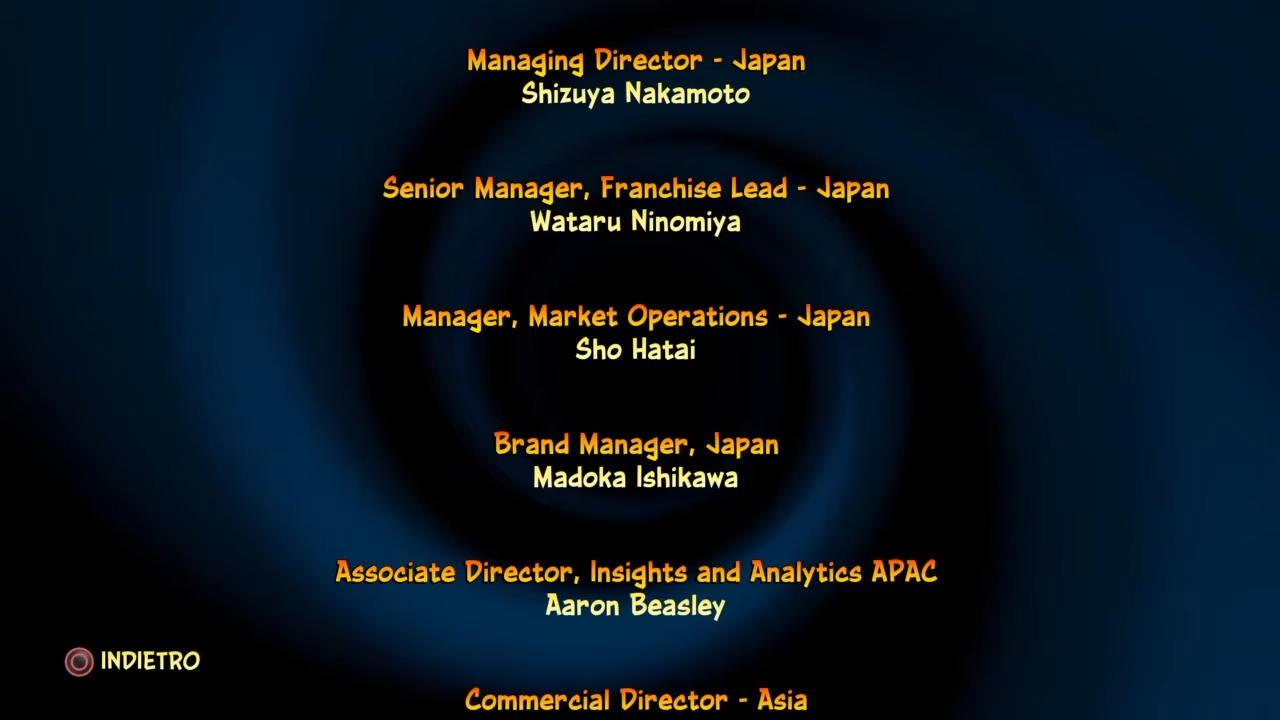 Managing Director - Japan
Shizuya Nakamoto
Senior Manager, Franchise Lead - Japan
Wataru Ninomiya
Manager, Market Operations - Japan
Sho Hatai
Brand Manager, Japan
Madoka Ishikawa
Associate Director, Insights and Analytics APAC
Aaron Beasley
INDIETRO
Commercial Director - Asia